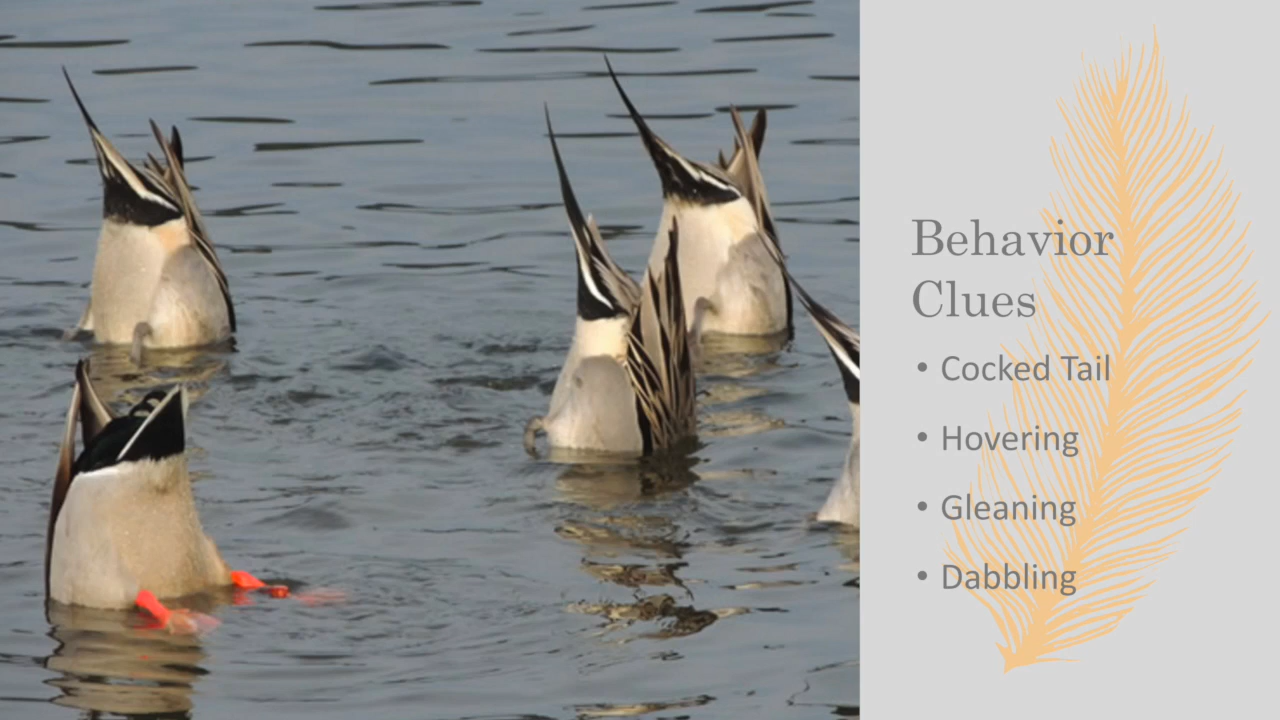 Behavior
Clues
• Cocked Tail
• Hovering
• Gleaning
• Dabbling